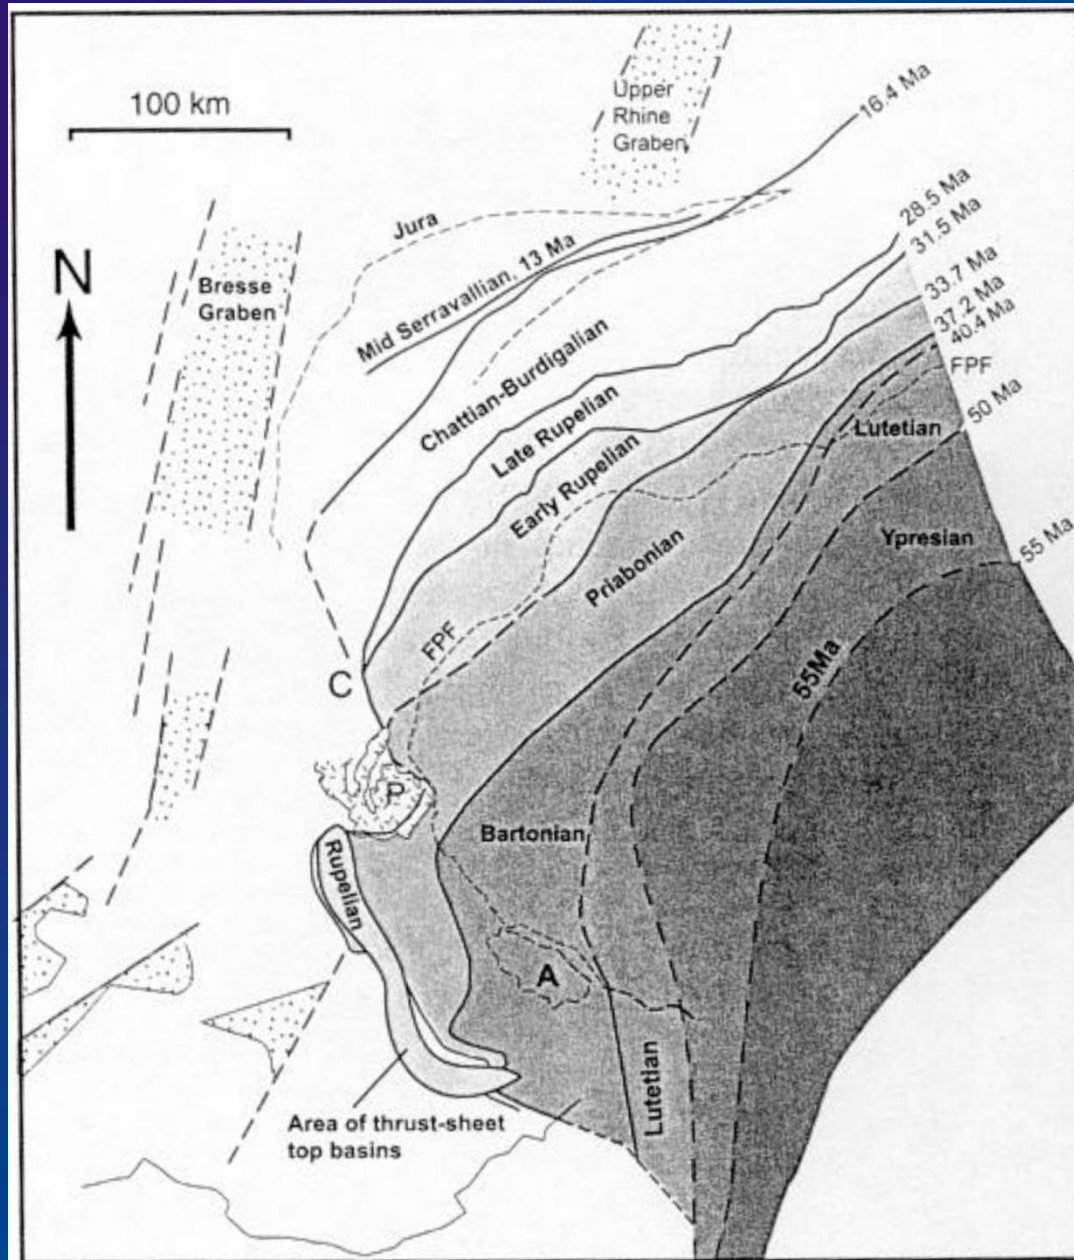 100 km
N
Upper
Rhine
Graben
16.4 Ma
28.5 Ma
31.5 Ma
33.7 Ma
37.2 Ma
40.4 Ma
FPF
50 Ma
55 Ma
Jura
Bresse
Graben
Mid Serravallian, 13 Ma
Chattian-Burdigalian
Late Rupelian
Early Rupelian
Priabonian
Lutetian
Ypresian
FPF
55Ma
C
P
Bartonian
Rupelian
A
Lutetian
Area of thrust-sheet
top basins